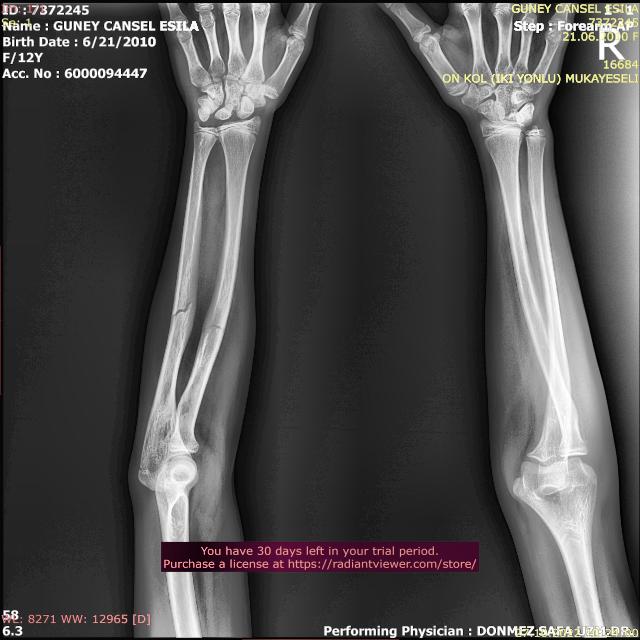 ID : 7372245
Name : GUNEY CANSEL ESILA
Birth Date : 6/21/2010
F/12Y
Acc. No : 6000094447
GUNEY CANSEL ESILA
7372245
Step : Forearm AP
21.06.2010 F
R
16684
ON KOL (IKI YONLU) MUKAYESELI
You have 30 days left in your trial period.
Purchase a license at https://radiantviewer.com/store/
58
WL: 8271 WW: 12965 [D]
6.3
Performing Physician : DONMEZ SAFA UZM.DR.